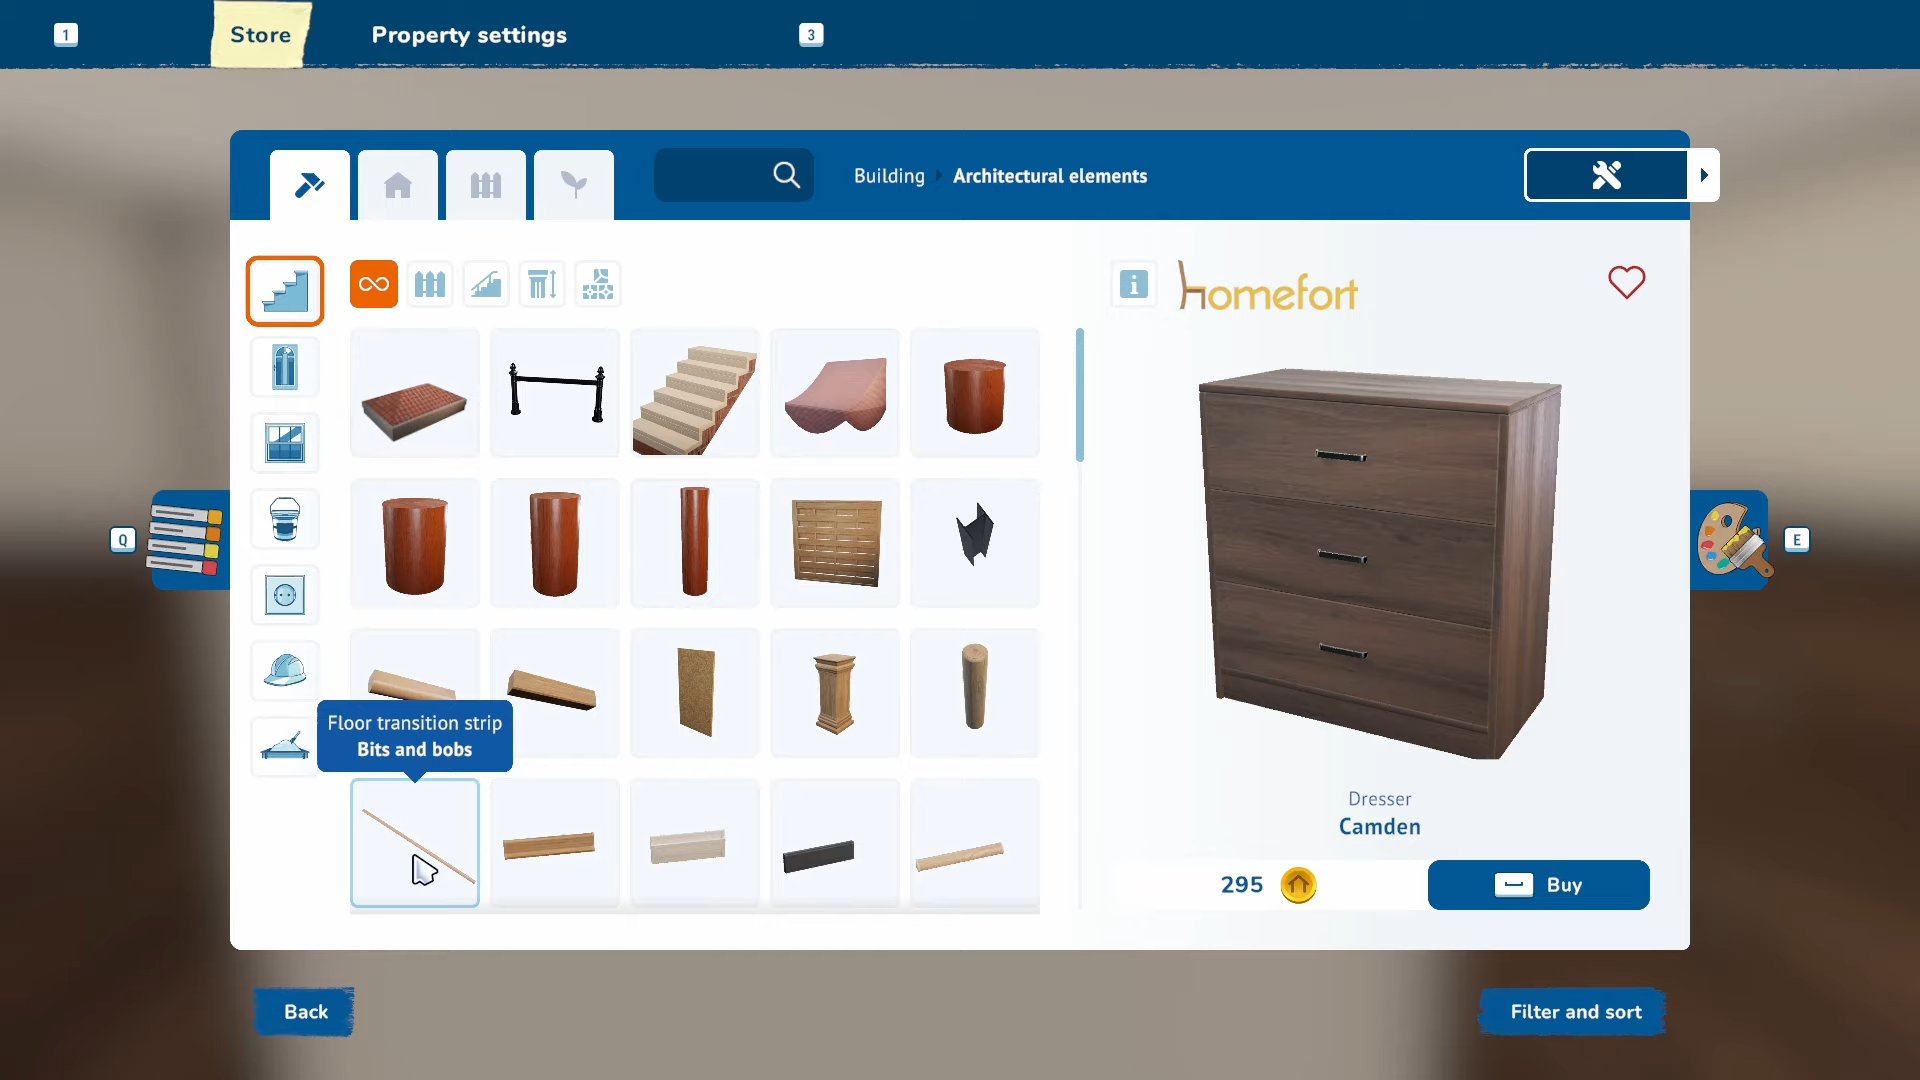 1
Store
Property settings
3
Building
Architectural elements
homefort
Q
E
Floor transition strip
Bits and bobs
Dresser
Camden
295
Buy
Back
Filter and sort